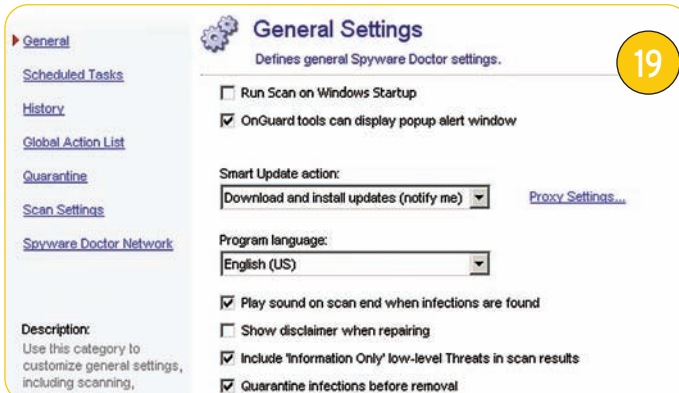 General
Scheduled Tasks
History
Global Action List
Quarantine
Scan Settings
Spyware Doctor Network
Description:
Use this category to
customize general settings,
including scanning,
General Settings
Defines general Spyware Doctor settings.
19
Run Scan on Windows Startup
OnGuard tools can display popup alert window
Smart Update action:
Download and install updates (notify me)
Proxy Settings...
Program language:
English (US)
Play sound on scan end when infections are found
Show disclaimer when repairing
Include 'Information Only' low-level Threats in scan results
Quarantine infections before removal